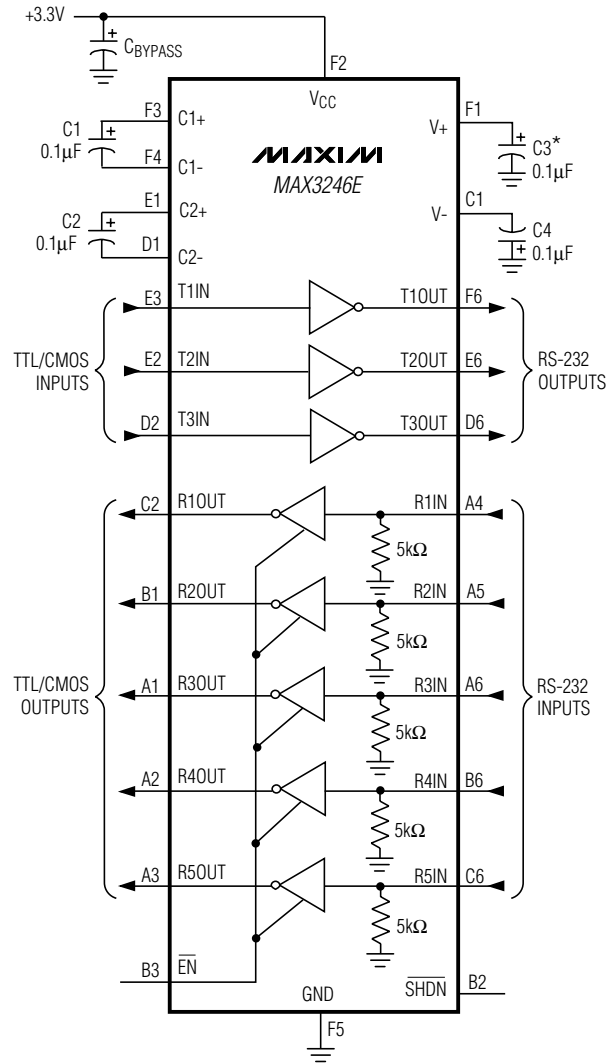 +3.3V
CBYPASS
F2
VCC
F3
C1+
C1
0.1µF
F4
C1-
E1
C2+
C2
0.1µF
D1
C2-
MAXIM
MAX3246E
F1
V+
C3*
0.1µF
C1
V-
C4
0.1µF
TTL/CMOS
INPUTS
E3 T1IN T1OUT F6
E2 T2IN T2OUT E6
D2 T3IN T3OUT D6
RS-232
OUTPUTS
C2 R1OUT R1IN A4
5kΩ
B1 R2OUT R2IN A5
5kΩ
TTL/CMOS
OUTPUTS
A1 R3OUT R3IN A6
5kΩ
RS-232
INPUTS
A2 R4OUT R4IN B6
5kΩ
A3 R5OUT R5IN C6
5kΩ
B3 EN
GND
SHDN B2
F5